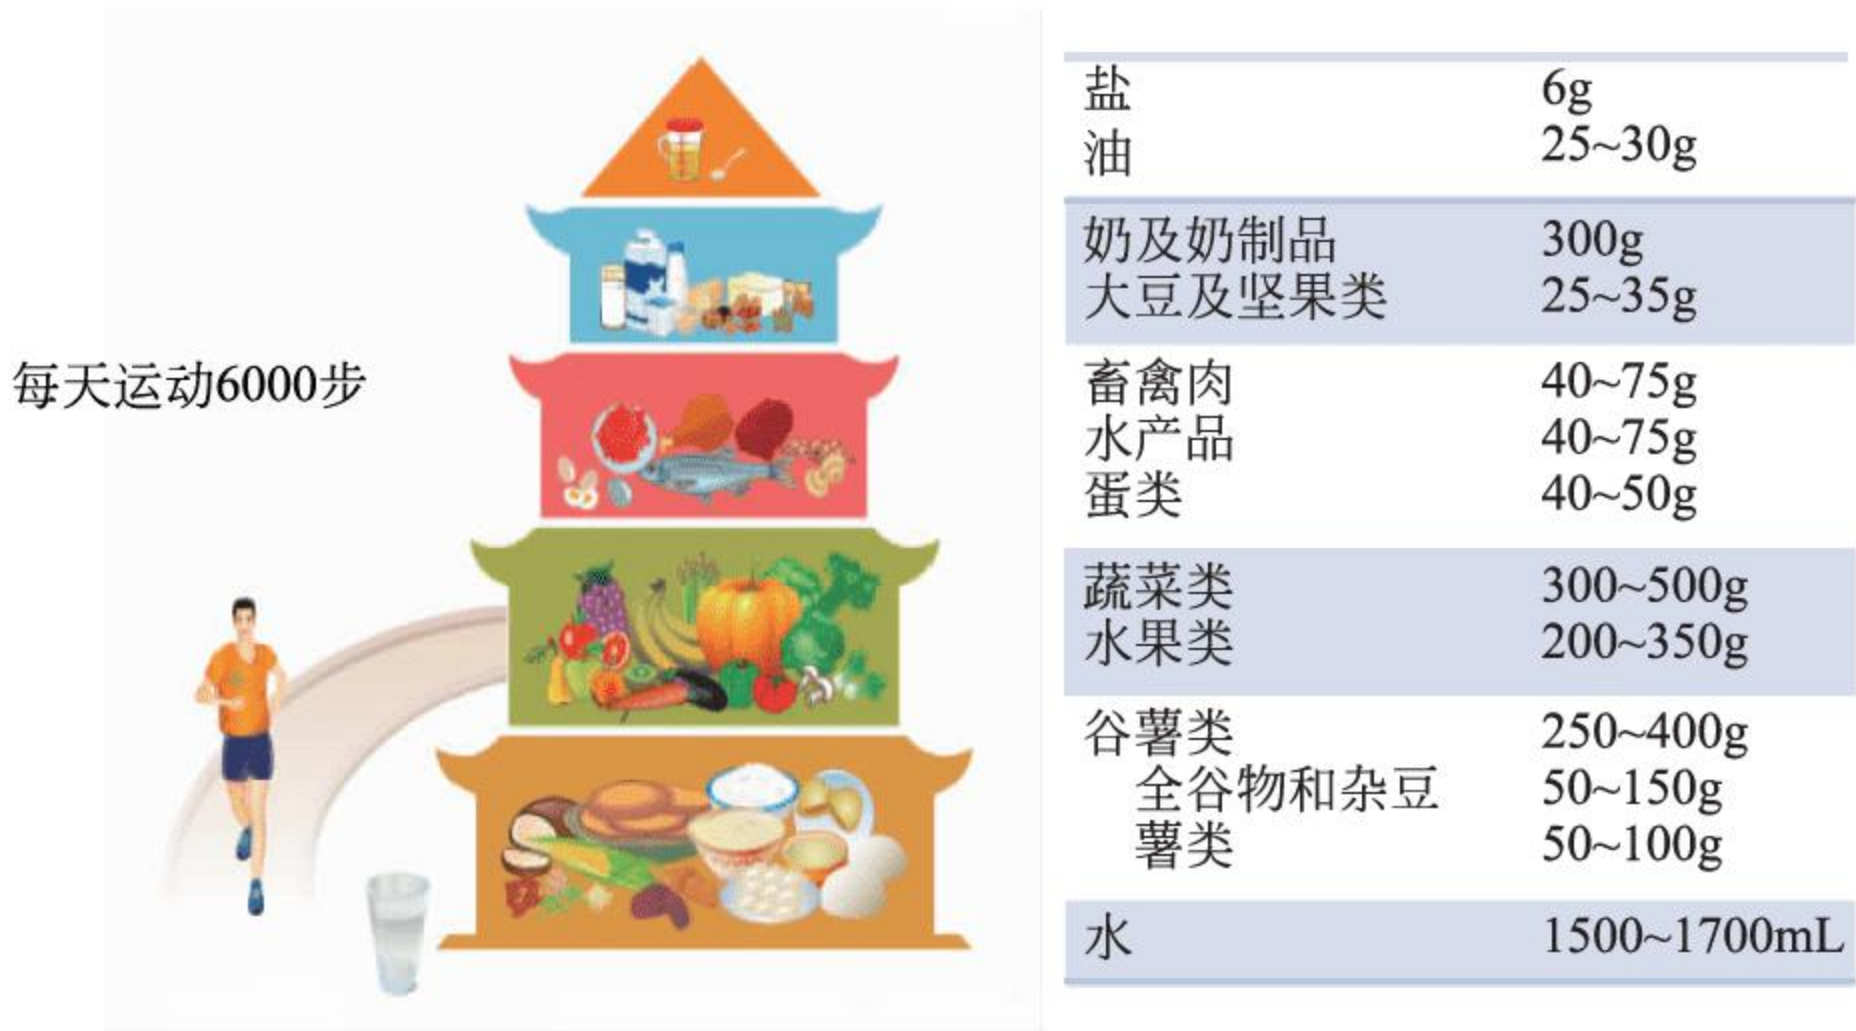 盐 6g
油 25~30g
奶及奶制品 300g
大豆及坚果类 25~35g
每天运动6000步
畜禽肉 40~75g
水产品 40~75g
蛋类 40~50g
蔬菜类 300~500g
水果类 200~350g
谷薯类 250~400g
全谷物和杂豆 50~150g
薯类 50~100g
水 1500~1700mL